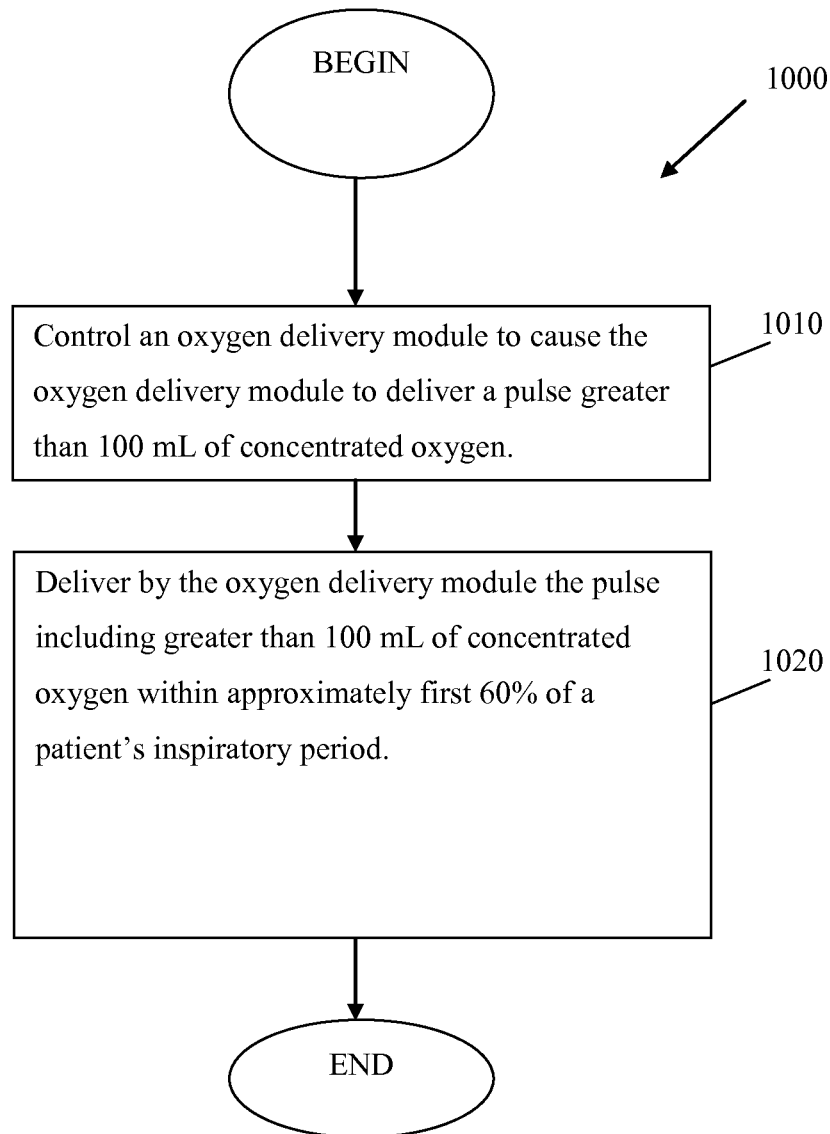 BEGIN
1000
Control an oxygen delivery module to cause the
oxygen delivery module to deliver a pulse greater
than 100 mL of concentrated oxygen.
1010
Deliver by the oxygen delivery module the pulse
including greater than 100 mL of concentrated
oxygen within approximately first 60% of a
patient’s inspiratory period.
1020
END